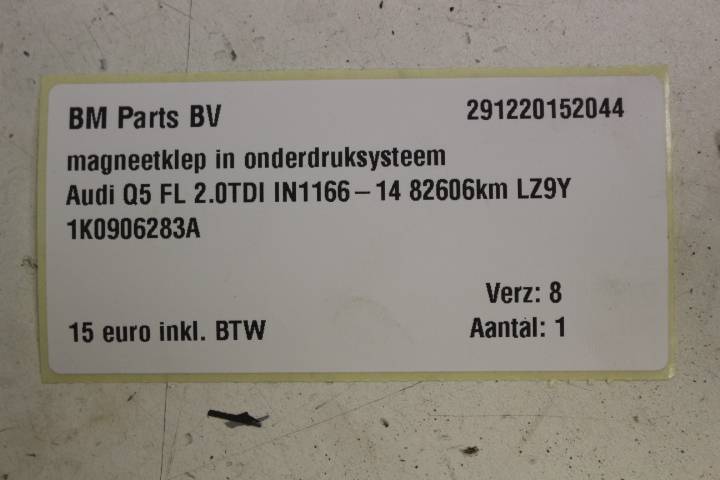 BM Parts BV 291220152044
magneetklep in onderdruksysteem
Audi Q5 FL 2.0TDI IN1166 – 14 82606km LZ9Y
1K0906283A
Verz: 8
15 euro inkl. BTW Aantal: 1